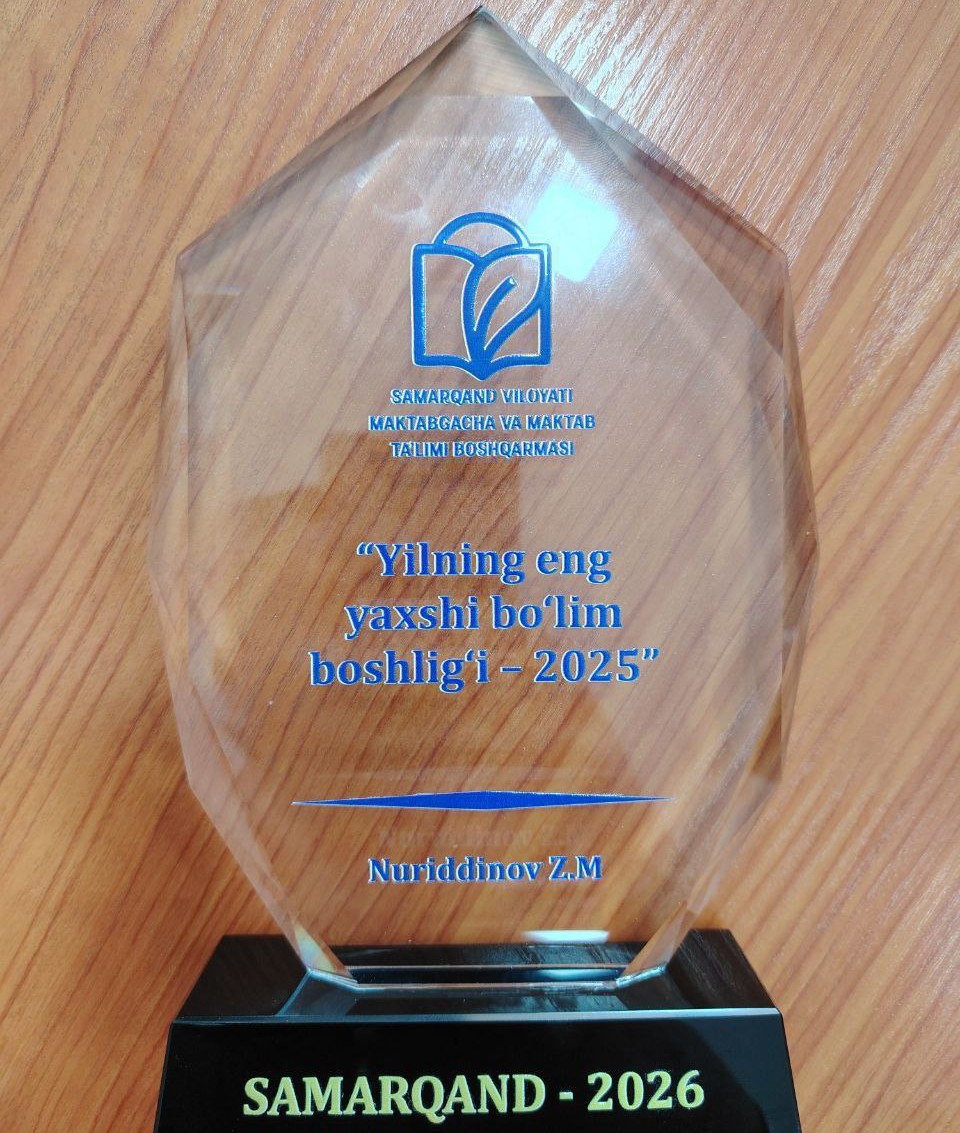 SAMARQAND VILOYATI
MAKTABGACHA VA MAKTAB
TA'LIMI BOSHQARMASI
“Yilning eng
yaxshi bo‘lim
boshlig‘i – 2025”
Nuriddinov Z.M
SAMARQAND - 2026